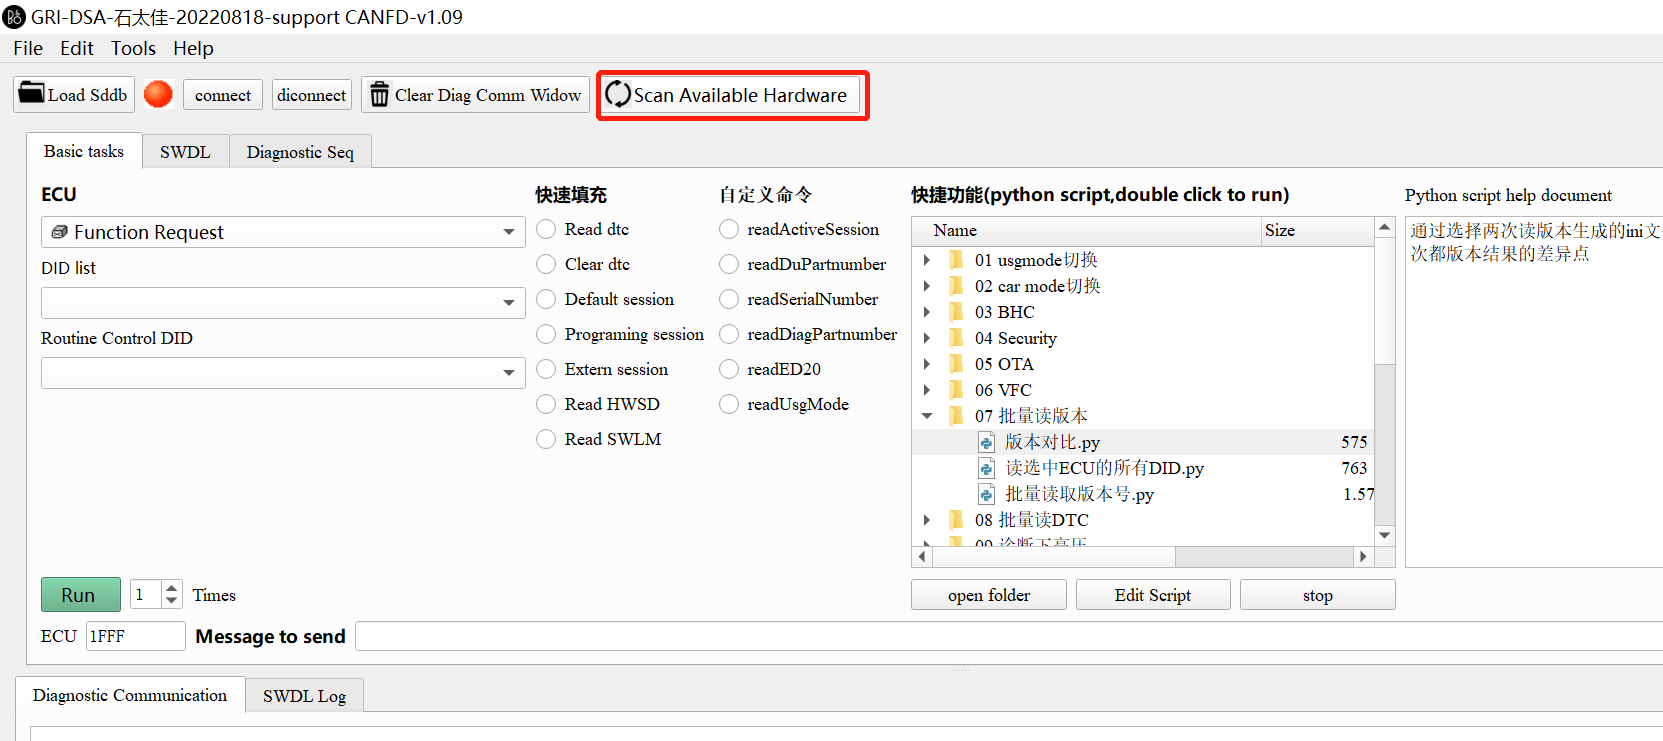 GRI-DSA-石太佳-20220818-support CANFD-v1.09
File Edit Tools Help
Load Sddb connect diconnect Clear Diag Comm Widow Scan Available Hardware
Basic tasks SWDL Diagnostic Seq
ECU
Function Request
DID list
Routine Control DID
快速填充
Read dtc
Clear dtc
Default session
Programing session
Extern session
Read HWSD
Read SWLM
自定义命令
readActiveSession
readDuPartnumber
readSerialNumber
readDiagPartnumber
readED20
readUsgMode
快捷功能(python script,double click to run)
Name Size
01 usgmode切换
02 car mode切换
03 BHC
04 Security
05 OTA
06 VFC
07 批量读版本
版本对比.py 575
读选中ECU的所有DID.py 763
批量读取版本号.py 1.57
08 批量读DTC
09 诊断下高压
open folder Edit Script stop
Python script help document
通过选择两次读版本生成的ini文
次都版本结果的差异点
Run 1 Times
ECU 1FFF Message to send
Diagnostic Communication SWDL Log